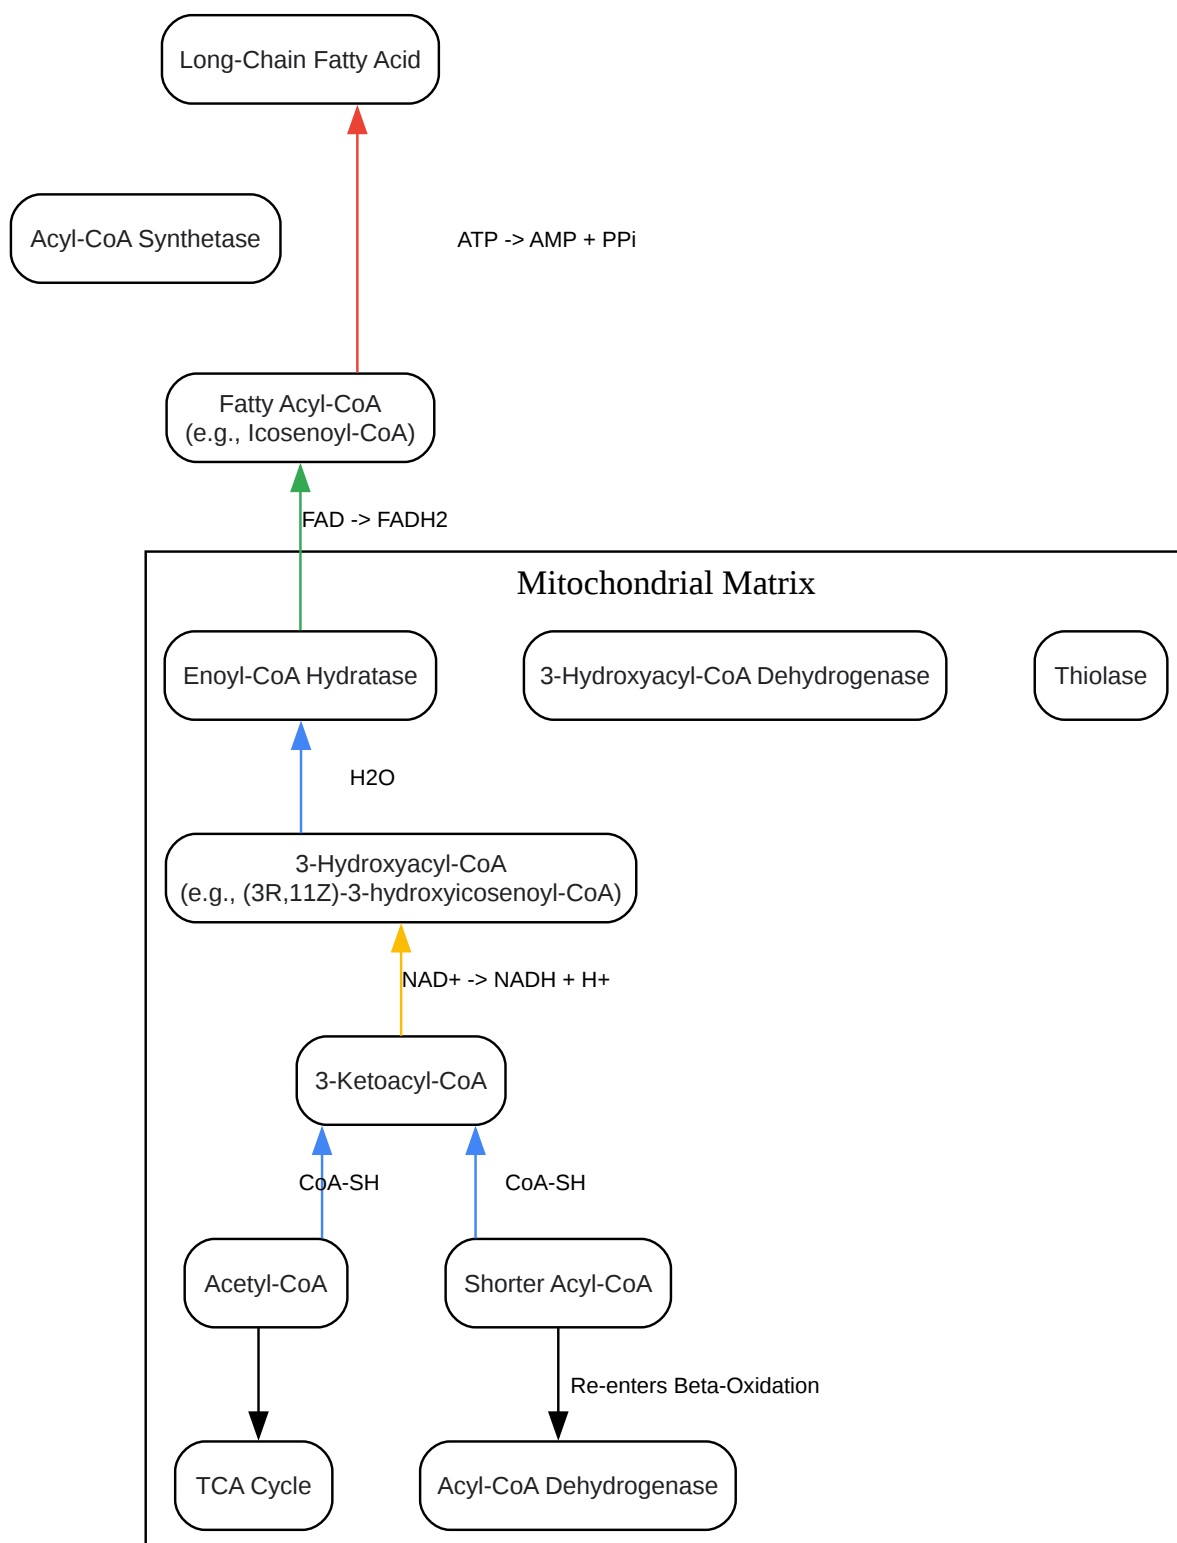 Long-Chain Fatty Acid
Acyl-CoA Synthetase
ATP -> AMP + PPi
Fatty Acyl-CoA
(e.g., Icosenoyl-CoA)
FAD -> FADH2
Mitochondrial Matrix
Enoyl-CoA Hydratase
3-Hydroxyacyl-CoA Dehydrogenase
Thiolase
H2O
3-Hydroxyacyl-CoA
(e.g., (3R,11Z)-3-hydroxyicosenoyl-CoA)
NAD+ -> NADH + H+
3-Ketoacyl-CoA
CoA-SH
CoA-SH
Acetyl-CoA
Shorter Acyl-CoA
Re-enters Beta-Oxidation
TCA Cycle
Acyl-CoA Dehydrogenase